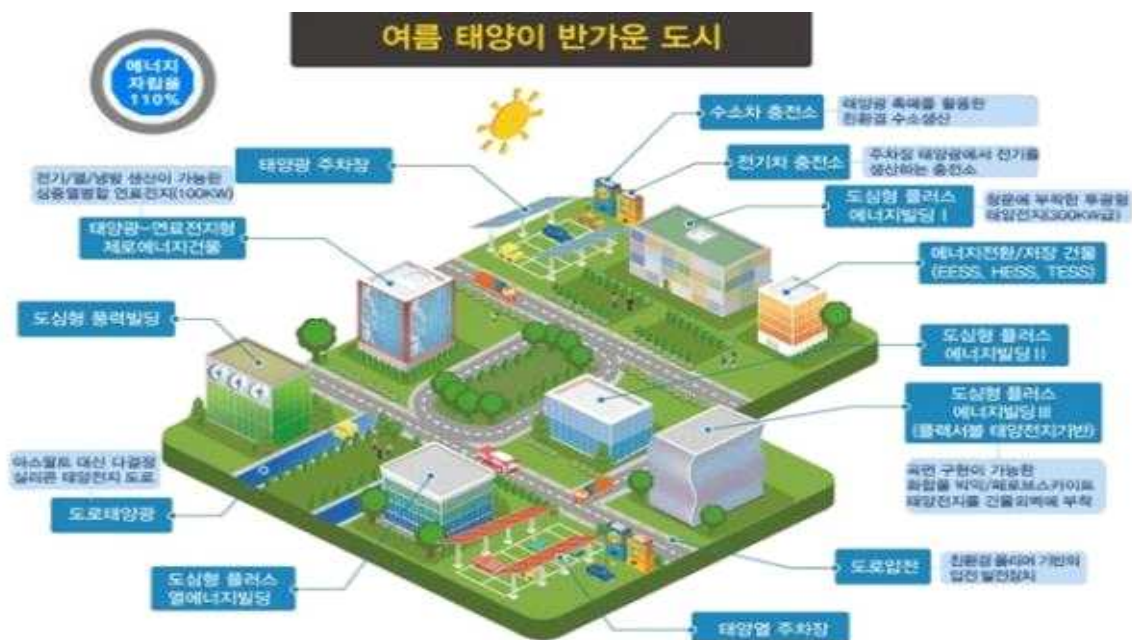 여름 태양이 반가운 도시
에너지
자립율
110%
수소차 충전소
태양광 촉매를 활용한
친환경 수소생산
태양광 주차장
전기차 충전소
주차장 태양광에서 전기를
생산하는 충전소
전기/열/냉방 생산이 가능한
삼중열병합 연료전지(100KW)
도심형 플러스
에너지빌딩 I
창문에 부착한 투광형
태양전지(300KW급)
태양광-연료전지형
제로에너지건물
에너지전환/저장 건물
(EESS, HESS, TESS)
도심형 풍력빌딩
도심형 플러스
에너지빌딩 II
도심형 플러스
에너지빌딩 III
(플렉서블 태양전지기반)
아스팔트 대신 다결정
실리콘 태양전지 도로
곡면 구현이 가능한
화합물 박막/페로브스카이트
태양전지를 건물외벽에 부착
도로태양광
도로압전
친환경 폴리머 기반의
압전 발전장치
도심형 플러스
열에너지빌딩
태양열 주차장